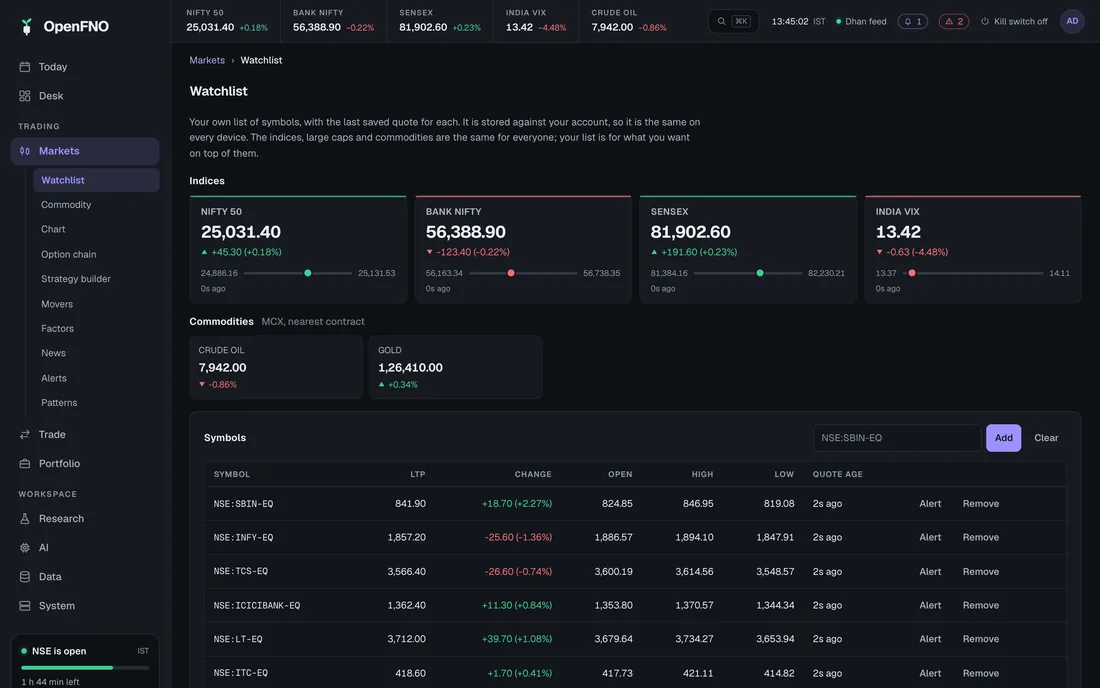 OpenFNO
NIFTY 50
25,031.40 +0.18%
BANK NIFTY
56,388.90 -0.22%
SENSEX
81,902.60 +0.23%
INDIA VIX
13.42 -4.48%
CRUDE OIL
7,942.00 -0.86%
⌘K
13:45:02 IST
Dhan feed
1
2
Kill switch off
AD
Today
Desk
TRADING
Markets
Watchlist
Commodity
Chart
Option chain
Strategy builder
Movers
Factors
News
Alerts
Patterns
Trade
Portfolio
WORKSPACE
Research
AI
Data
System
NSE is open IST
1 h 44 min left
Markets › Watchlist
Watchlist
Your own list of symbols, with the last saved quote for each. It is stored against your account, so it is the same on
every device. The indices, large caps and commodities are the same for everyone; your list is for what you want
on top of them.
Indices
NIFTY 50
25,031.40
▲ +45.30 (+0.18%)
24,886.16 25,131.53
0s ago
BANK NIFTY
56,388.90
▼ -123.40 (-0.22%)
56,163.34 56,738.35
0s ago
SENSEX
81,902.60
▲ +191.60 (+0.23%)
81,384.16 82,230.21
0s ago
INDIA VIX
13.42
▼ -0.63 (-4.48%)
13.37 14.11
0s ago
Commodities MCX, nearest contract
CRUDE OIL
7,942.00
▼ -0.86%
GOLD
1,26,410.00
▲ +0.34%
Symbols NSE:SBIN-EQ Add Clear
SYMBOL LTP CHANGE OPEN HIGH LOW QUOTE AGE
NSE:SBIN-EQ 841.90 +18.70 (+2.27%) 824.85 846.95 819.08 2s ago Alert Remove
NSE:INFY-EQ 1,857.20 -25.60 (-1.36%) 1,886.57 1,894.10 1,847.91 2s ago Alert Remove
NSE:TCS-EQ 3,566.40 -26.60 (-0.74%) 3,600.19 3,614.56 3,548.57 2s ago Alert Remove
NSE:ICICIBANK-EQ 1,362.40 +11.30 (+0.84%) 1,353.80 1,370.57 1,344.34 2s ago Alert Remove
NSE:LT-EQ 3,712.00 +39.70 (+1.08%) 3,679.64 3,734.27 3,653.94 2s ago Alert Remove
NSE:ITC-EQ 418.60 +1.70 (+0.41%) 417.73 421.11 414.82 2s ago Alert Remove